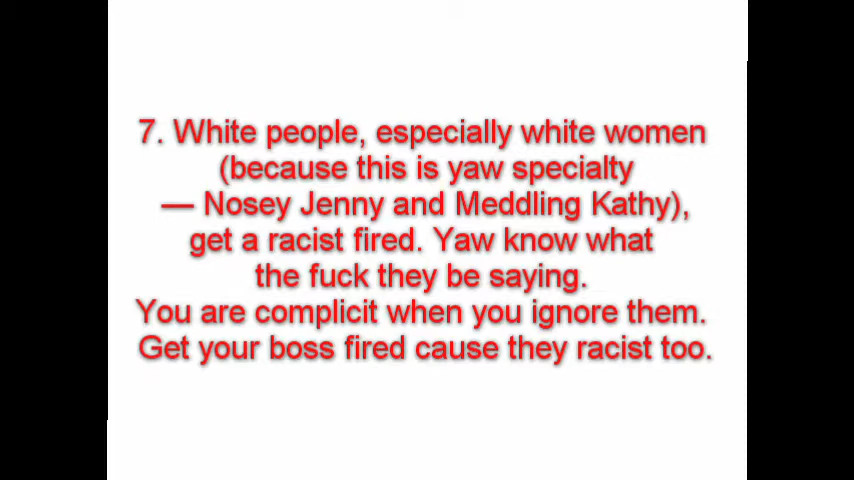 7. White people, especially white women
(because this is yaw specialty
— Nosey Jenny and Meddling Kathy),
get a racist fired. Yaw know what
the fuck they be saying.
You are complicit when you ignore them.
Get your boss fired cause they racist too.